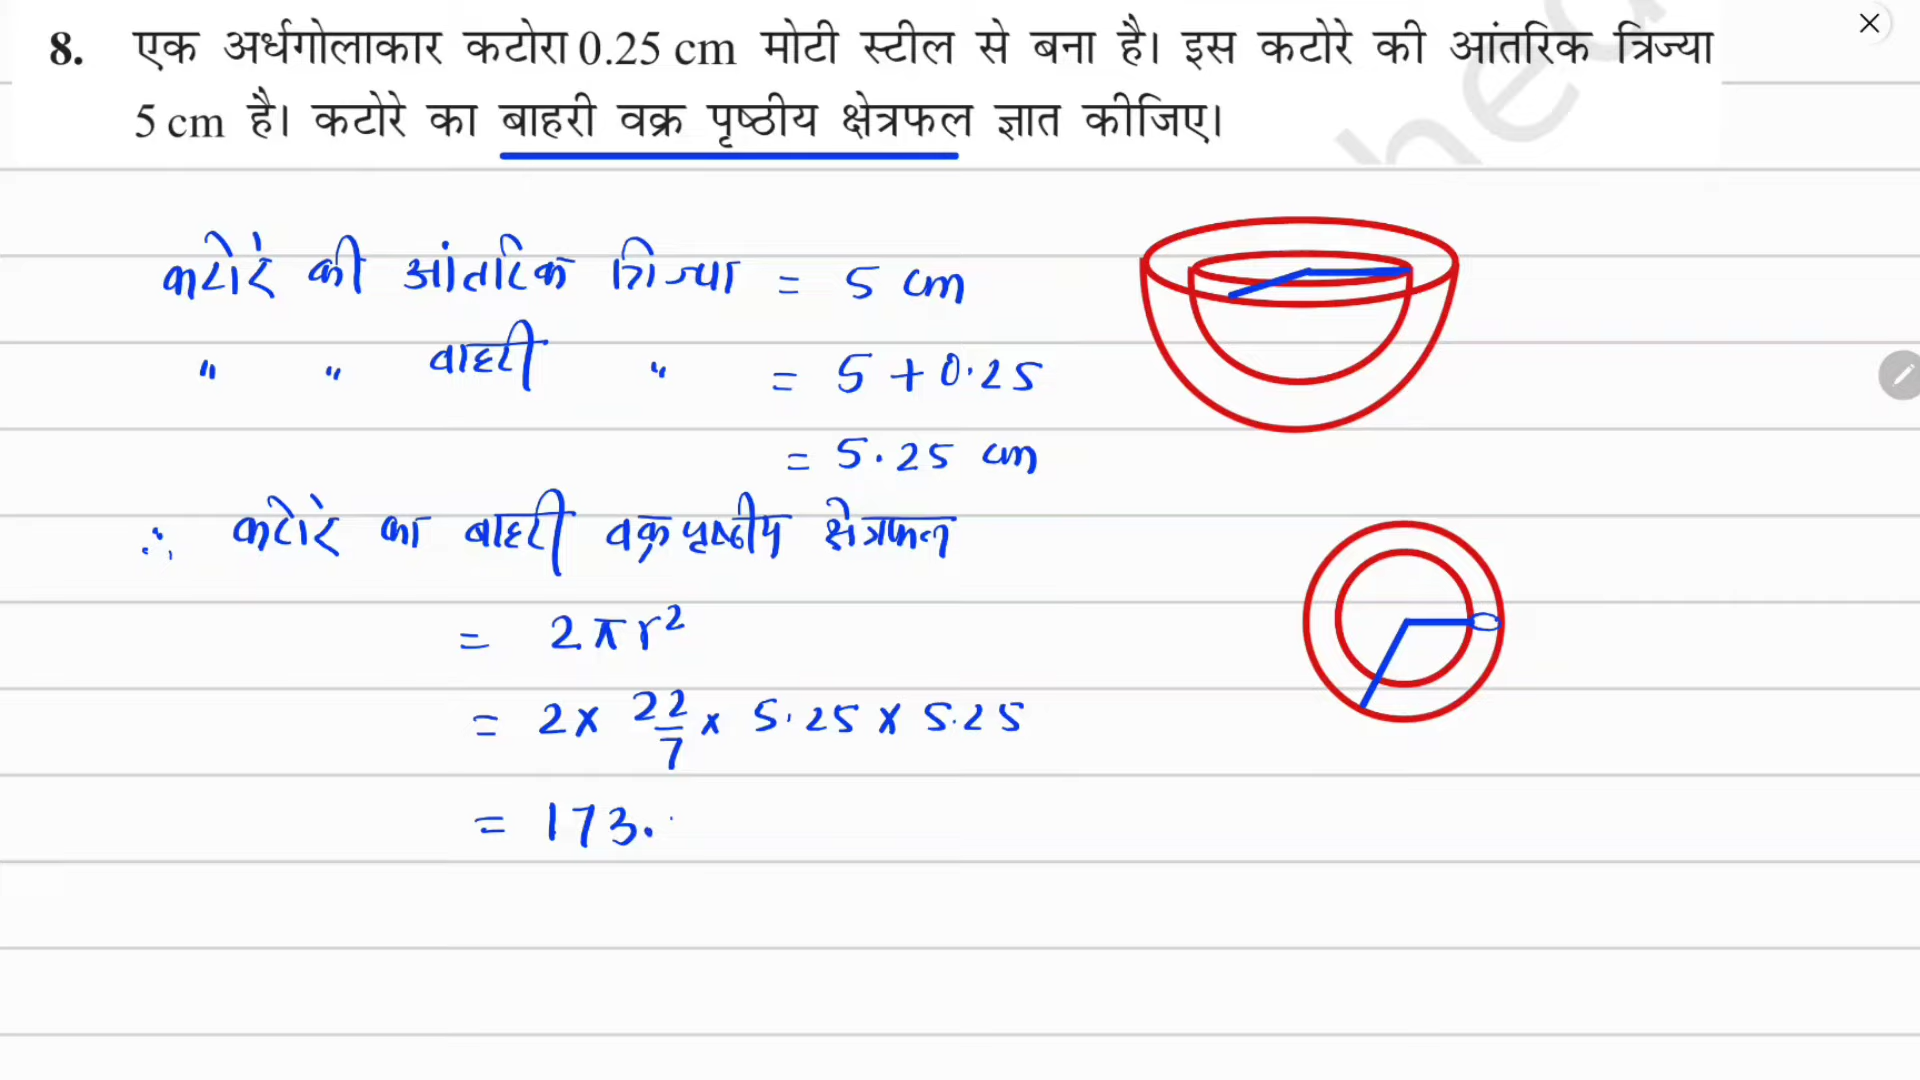 8. एक अर्धगोलाकार कटोरा 0.25 cm मोटी स्टील से बना है। इस कटोरे की आंतरिक त्रिज्या
5 cm है। कटोरे का बाहरी वक्र पृष्ठीय क्षेत्रफल ज्ञात कीजिए।
कटोरे की आंतरिक त्रिज्या = 5 cm
" " बाहरी " = 5 + 0.25
= 5.25 cm
∴ कटोरे का बाहरी वक्र पृष्ठीय क्षेत्रफल
= 2πr²
= 2 × 22/7 × 5.25 × 5.25
= 173.